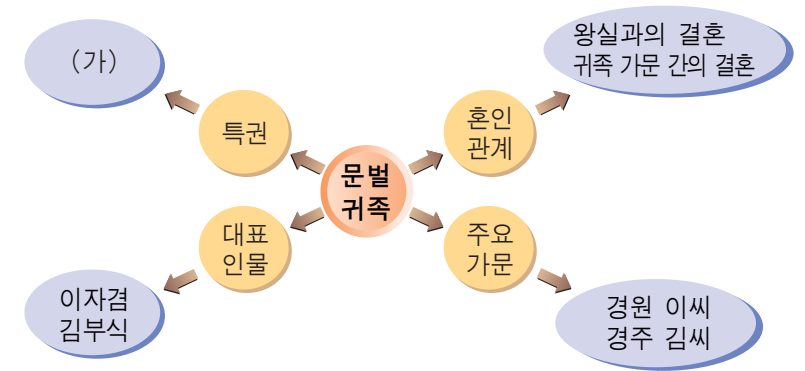 (가)
왕실과의 결혼
귀족 가문 간의 결혼
특권
혼인
관계
문벌
귀족
대표
인물
주요
가문
이자겸
김부식
경원 이씨
경주 김씨